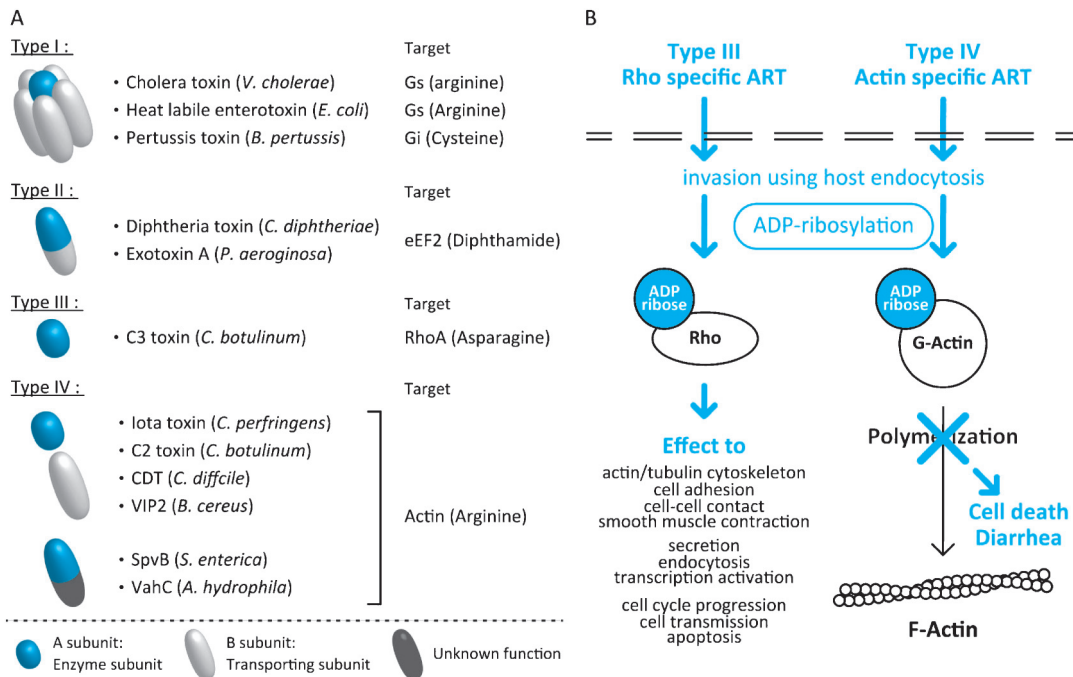 A
Type I :
Target
• Cholera toxin (V. cholerae) Gs (arginine)
• Heat labile enterotoxin (E. coli) Gs (Arginine)
• Pertussis toxin (B. pertussis) Gi (Cysteine)
Type II :
Target
• Diphtheria toxin (C. diphtheriae)
• Exotoxin A (P. aeroginosa)
eEF2 (Diphthamide)
Type III :
Target
• C3 toxin (C. botulinum) RhoA (Asparagine)
Type IV :
Target
• Iota toxin (C. perfringens)
• C2 toxin (C. botulinum)
• CDT (C. diffcile)
• VIP2 (B. cereus)
Actin (Arginine)
• SpvB (S. enterica)
• VahC (A. hydrophila)
A subunit:
Enzyme subunit
B subunit:
Transporting subunit
Unknown function
B
Type III
Rho specific ART
Type IV
Actin specific ART
invasion using host endocytosis
ADP-ribosylation
ADP
ribose
Rho
ADP
ribose
G-Actin
Effect to
actin/tubulin cytoskeleton
cell adhesion
cell-cell contact
smooth muscle contraction
secretion
endocytosis
transcription activation
cell cycle progression
cell transmission
apoptosis
Polymerization
Cell death
Diarrhea
F-Actin